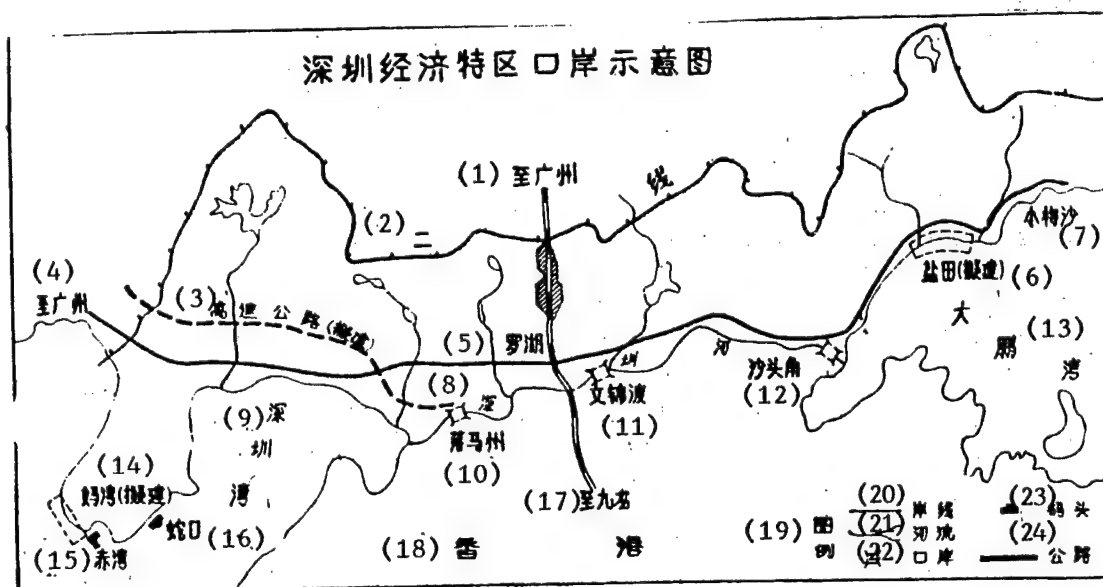 深圳经济特区口岸示意图
(1) 至广州
线
(2) 二
小梅沙
(7)
(4)
至广州
(3) 高速公路(拟建)
盐田(拟建)
(6)
大
鹏
湾
(13)
(5) 罗湖
圳
河
沙头角
(12)
(8) 深
文锦渡
(11)
落马州
(10)
(9) 深
圳
湾
(14)
妈湾(拟建)
蛇口
(16)
(15) 赤湾
(17) 至九龙
(18) 香 港
(19) 图
例
(20) 岸线
(21) 河流
(22) 口岸
(23) 码头
(24) 公路